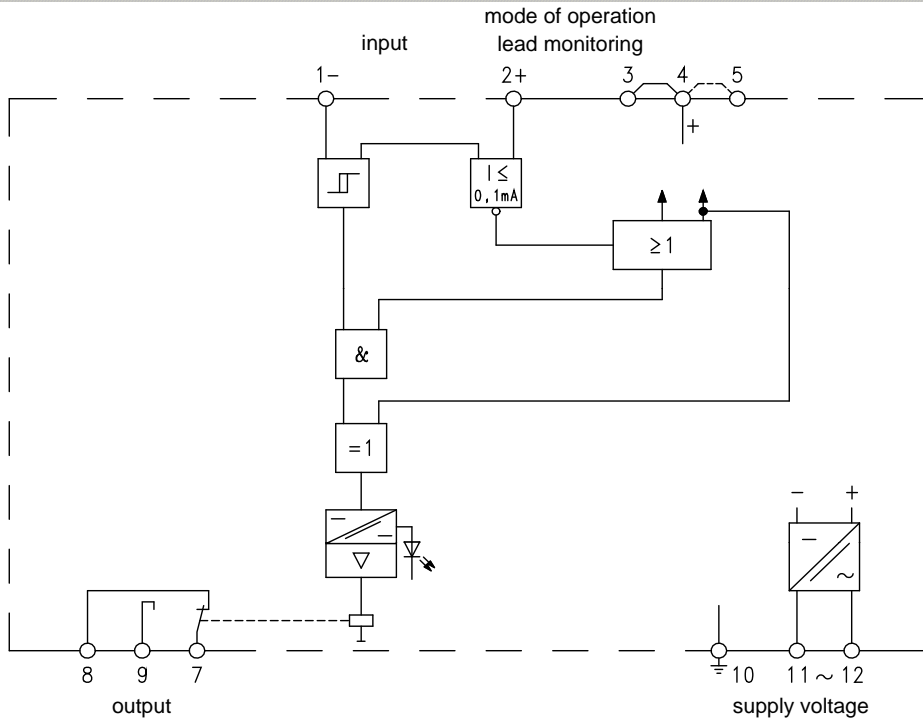 mode of operation
input lead monitoring
1- 2+ 3 4 5
+
I ≤
0,1mA
≥1
&
=1
- +
~
8 9 7 10 11 ~ 12
output supply voltage